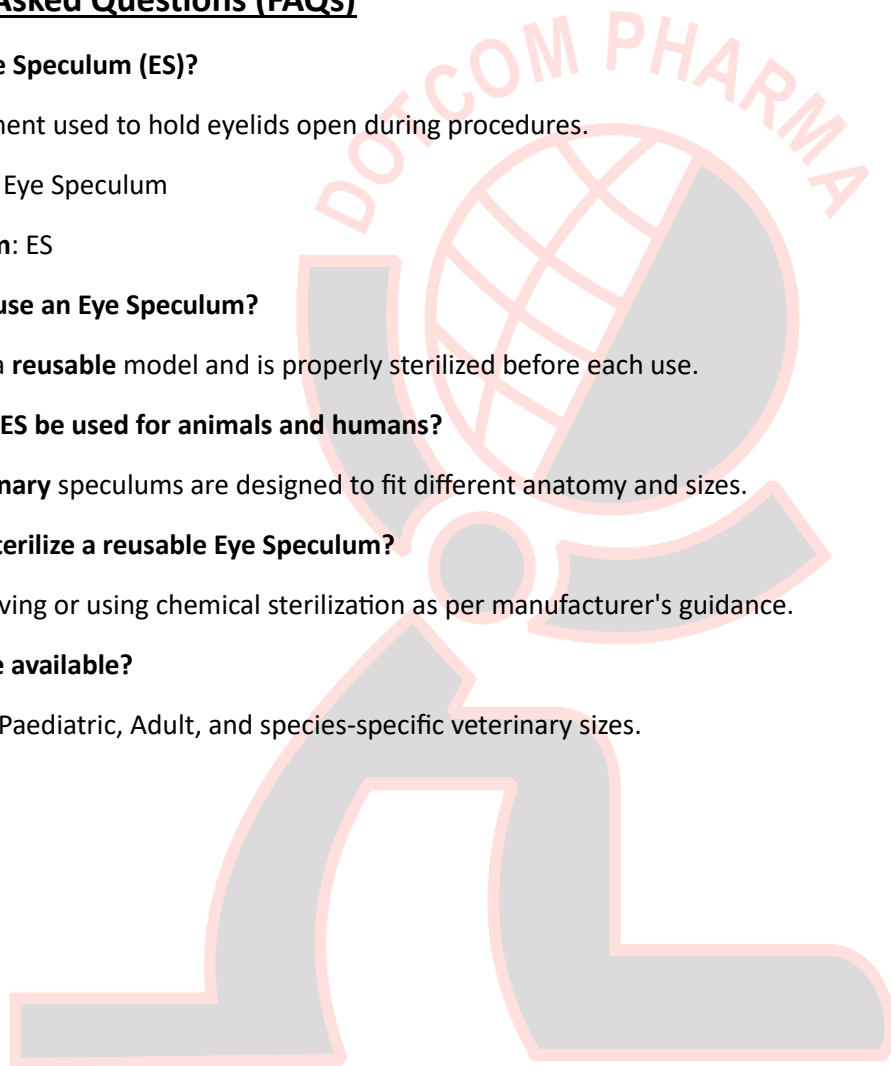 Asked Questions (FAQs)
e Speculum (ES)?
ment used to hold eyelids open during procedures.
Eye Speculum
m: ES
use an Eye Speculum?
a reusable model and is properly sterilized before each use.
ES be used for animals and humans?
nary speculums are designed to fit different anatomy and sizes.
terilize a reusable Eye Speculum?
ving or using chemical sterilization as per manufacturer's guidance.
e available?
Paediatric, Adult, and species-specific veterinary sizes.
DOTCOM PHARMA